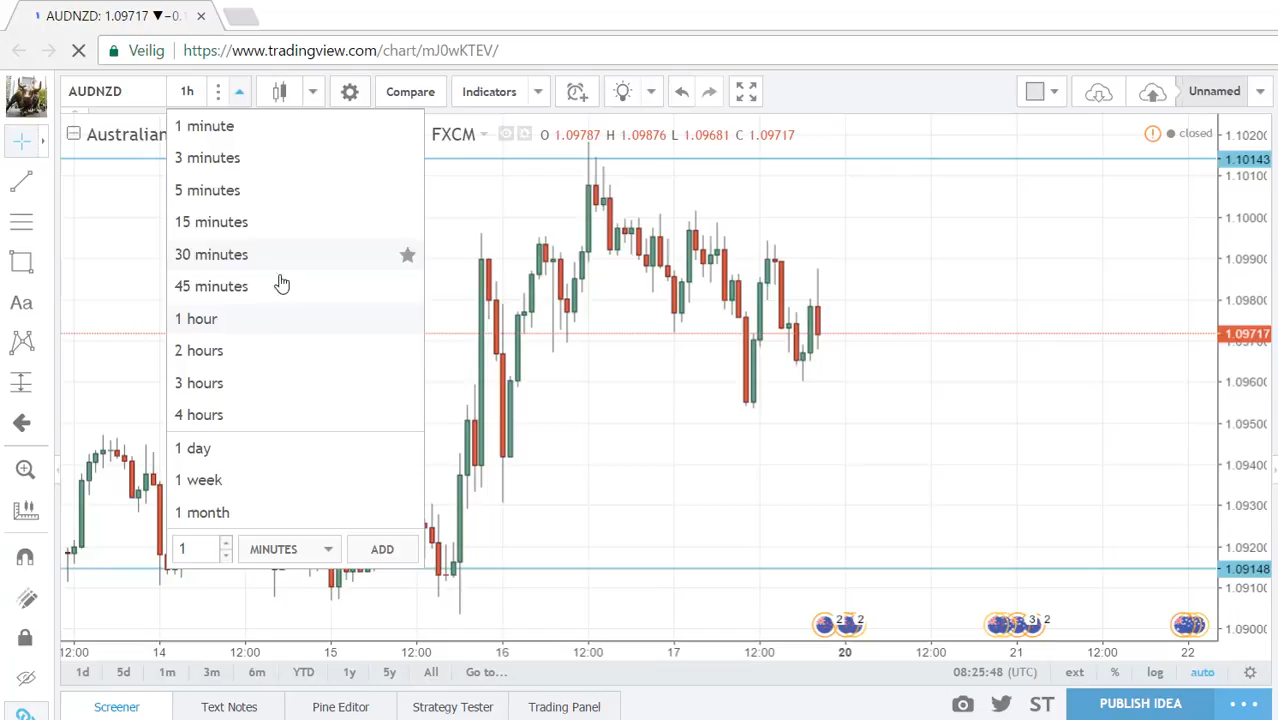 AUDNZD: 1.09717 ▼−0.1
Veilig https://www.tradingview.com/chart/mJ0wKTEV/
AUDNZD 1h Compare Indicators Unnamed
Australian FXCM O 1.09787 H 1.09876 L 1.09681 C 1.09717 closed
1 minute
3 minutes
5 minutes
15 minutes
30 minutes
45 minutes
1 hour
2 hours
3 hours
4 hours
1 day
1 week
1 month
1 MINUTES ADD
Aa
1.10200
1.10143
1.10100
1.10000
1.09900
1.09800
1.09717
1.09600
1.09500
1.09400
1.09300
1.09200
1.09148
1.09100
1.09000
2 2 3 2
12:00 14 12:00 15 12:00 16 12:00 17 12:00 20 12:00 21 12:00 22
1d 5d 1m 3m 6m YTD 1y 5y All Go to... 08:25:48 (UTC) ext % log auto
Screener Text Notes Pine Editor Strategy Tester Trading Panel ST PUBLISH IDEA